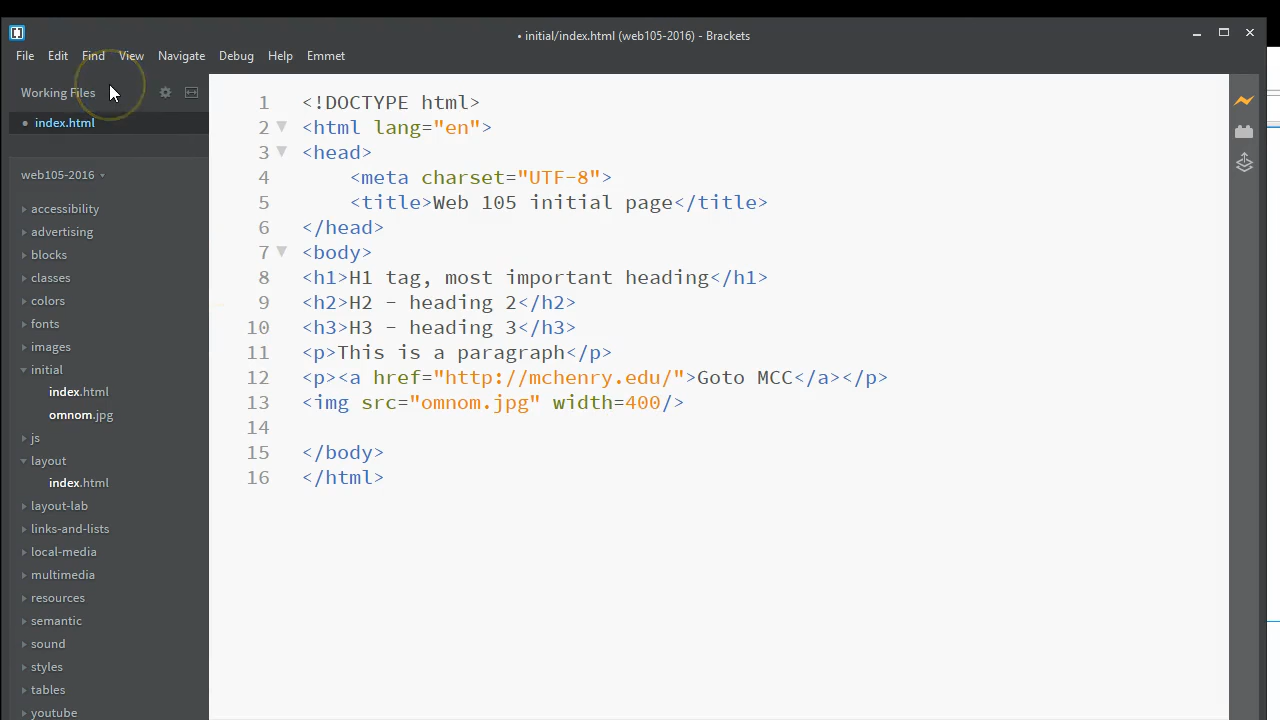 • initial/index.html (web105-2016) - Brackets
File Edit Find View Navigate Debug Help Emmet
Working Files
• index.html
web105-2016
accessibility
advertising
blocks
classes
colors
fonts
images
initial
index.html
omnom.jpg
js
layout
index.html
layout-lab
links-and-lists
local-media
multimedia
resources
semantic
sound
styles
tables
youtube
1 <!DOCTYPE html>
2 <html lang="en">
3 <head>
4     <meta charset="UTF-8">
5     <title>Web 105 initial page</title>
6 </head>
7 <body>
8 <h1>H1 tag, most important heading</h1>
9 <h2>H2 - heading 2</h2>
10 <h3>H3 - heading 3</h3>
11 <p>This is a paragraph</p>
12 <p><a href="http://mchenry.edu/">Goto MCC</a></p>
13 <img src="omnom.jpg" width=400/>
14
15 </body>
16 </html>